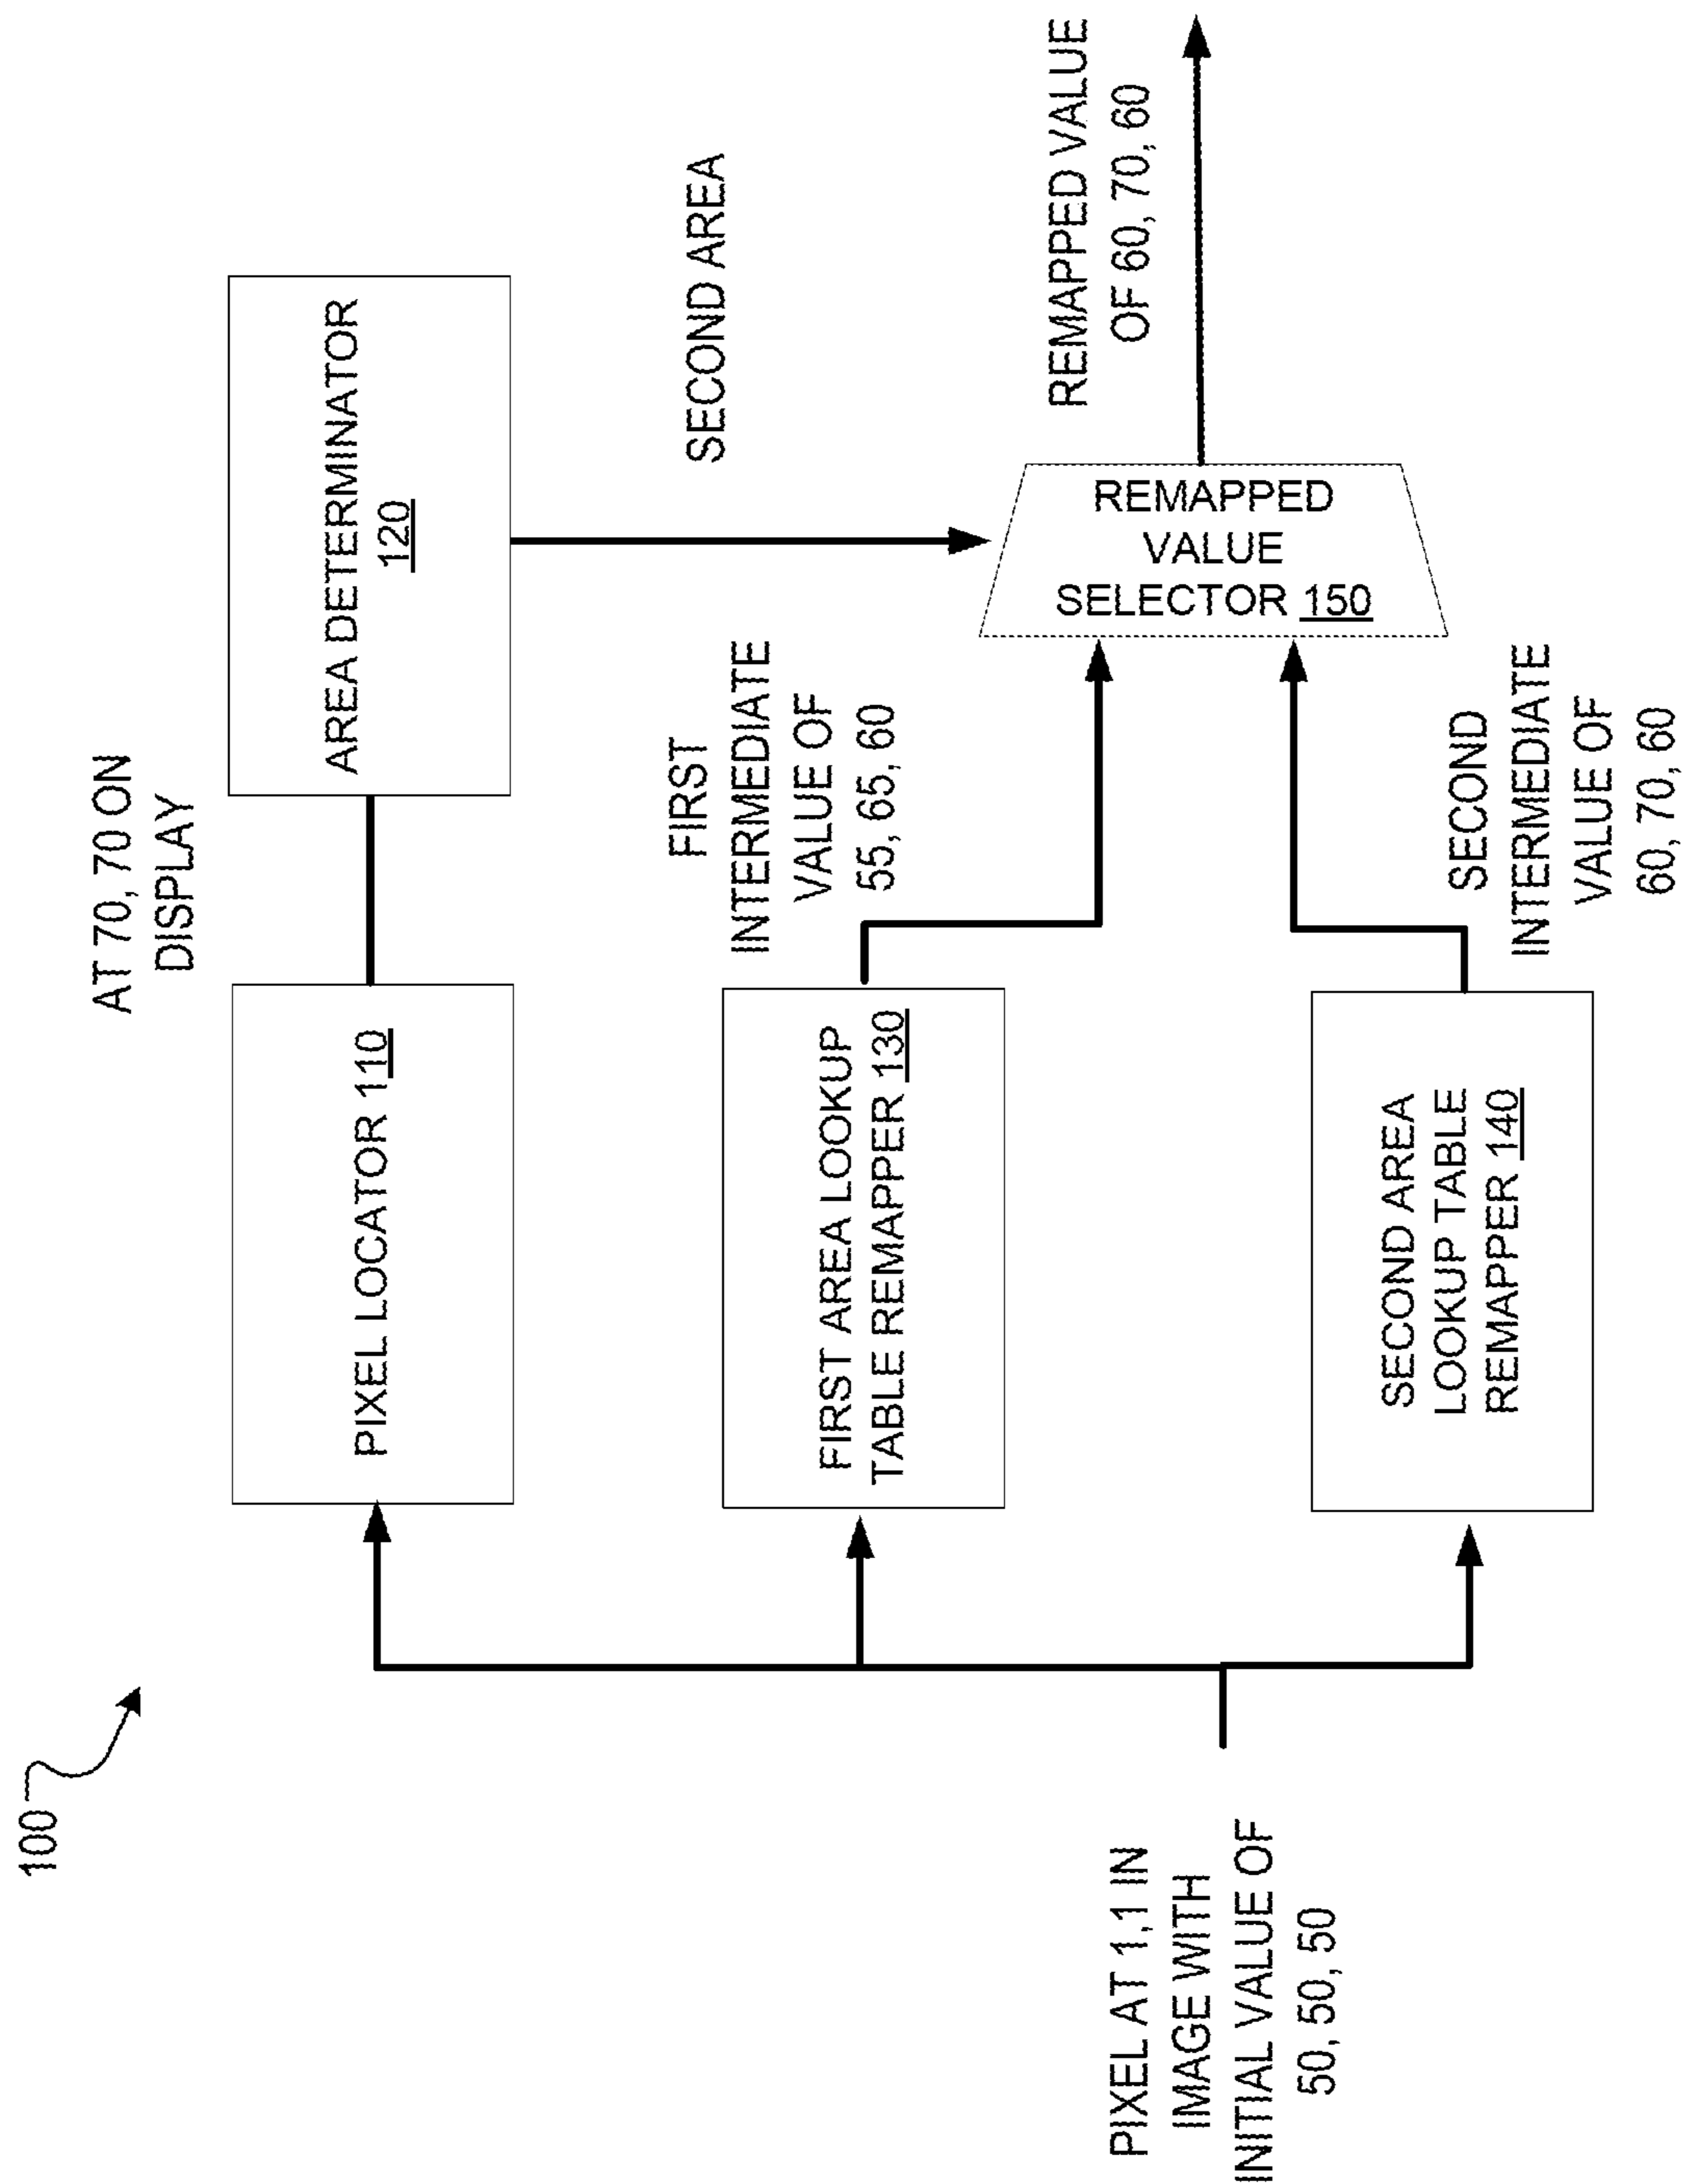 100
PIXEL AT 1,1 IN
IMAGE WITH
INITIAL VALUE OF
50, 50, 50
PIXEL LOCATOR 110
AT 70, 70 ON
DISPLAY
AREA DETERMINATOR
120
SECOND AREA
FIRST AREA LOOKUP
TABLE REMAPPER 130
FIRST
INTERMEDIATE
VALUE OF
55, 65, 60
SECOND AREA
LOOKUP TABLE
REMAPPER 140
SECOND
INTERMEDIATE
VALUE OF
60, 70, 60
REMAPPED
VALUE
SELECTOR 150
REMAPPED VALUE
OF 60, 70, 60